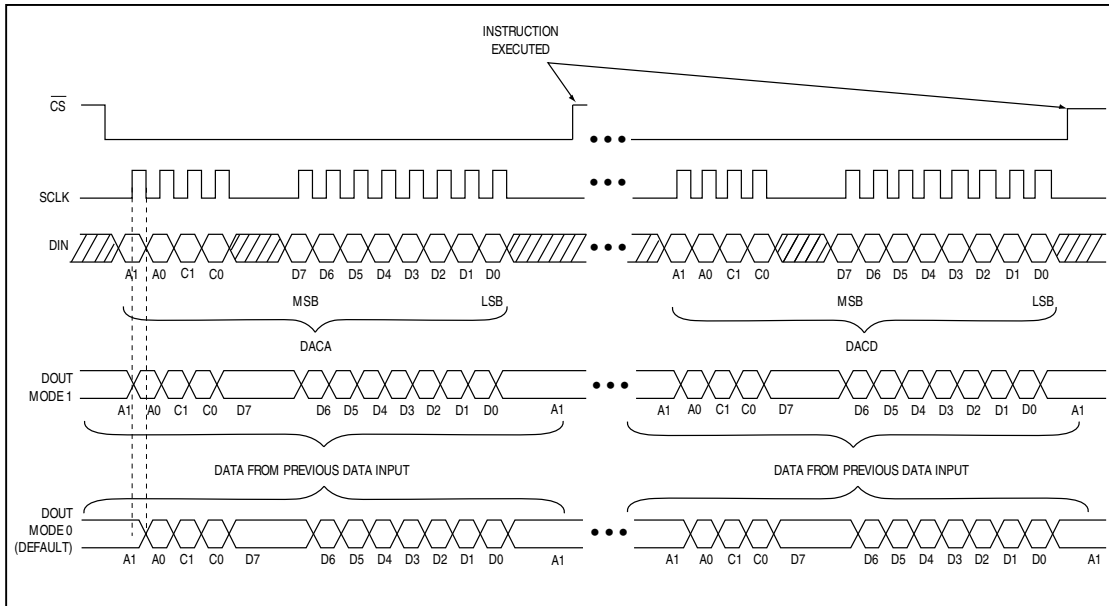 INSTRUCTION
EXECUTED
CS
SCLK
DIN
A1 A0 C1 C0 D7 D6 D5 D4 D3 D2 D1 D0 A1 A0 C1 C0 D7 D6 D5 D4 D3 D2 D1 D0
MSB LSB MSB LSB
DACA DACD
DOUT
MODE 1
A1 A0 C1 C0 D7 D6 D5 D4 D3 D2 D1 D0 A1 A1 A0 C1 C0 D7 D6 D5 D4 D3 D2 D1 D0 A1
DATA FROM PREVIOUS DATA INPUT DATA FROM PREVIOUS DATA INPUT
DOUT
MODE 0
(DEFAULT)
A1 A0 C1 C0 D7 D6 D5 D4 D3 D2 D1 D0 A1 A1 A0 C1 C0 D7 D6 D5 D4 D3 D2 D1 D0 A1